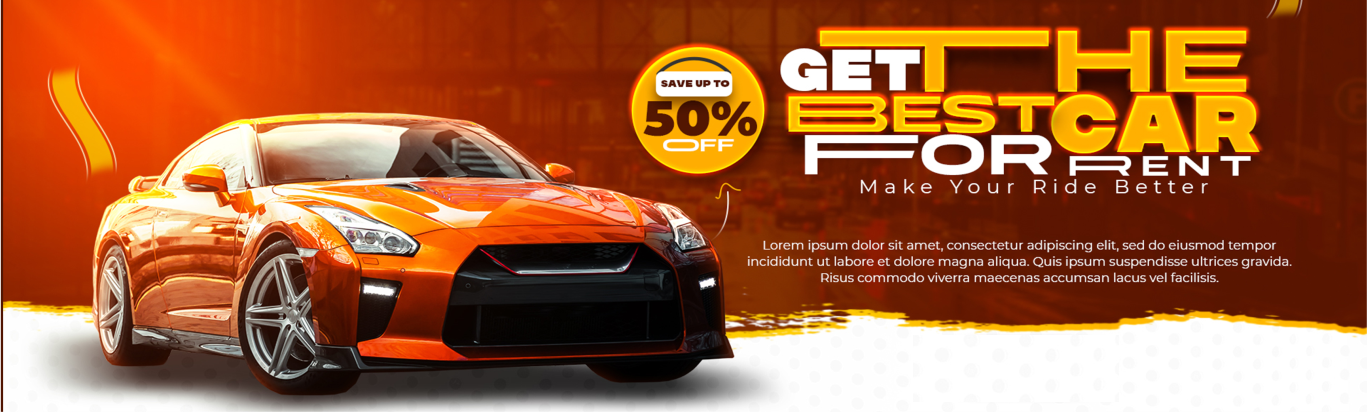 SAVE UP TO
50%
OFF
GET THE
BEST CAR
FOR RENT
Make Your Ride Better
Lorem ipsum dolor sit amet, consectetur adipiscing elit, sed do eiusmod tempor
incididunt ut labore et dolore magna aliqua. Quis ipsum suspendisse ultrices gravida.
Risus commodo viverra maecenas accumsan lacus vel facilisis.